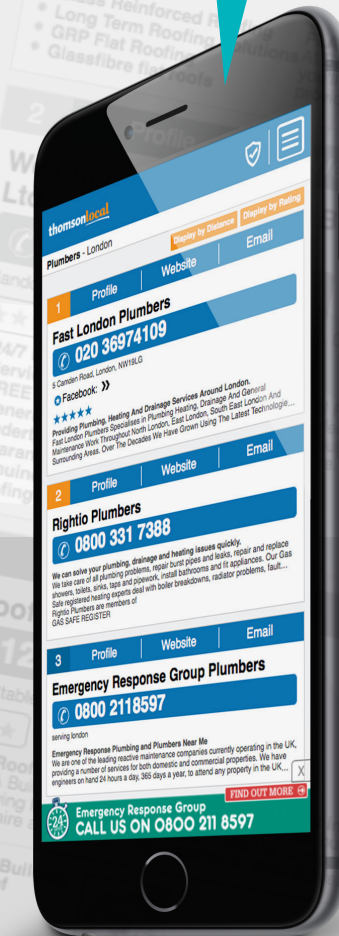 Long Term Roofing
GRP Flat Roofing
Glassfibre flat roofs
2
Profile
thomsonlocal
Plumbers - London
Display by Distance
Display by Rating
1
Profile
Website
Email
Fast London Plumbers
020 36974109
5 Camden Road, London, NW19LG
Facebook:
Providing Plumbing, Heating And Drainage Services Around London.
Fast London Plumbers Specialises in Plumbing Heating, Drainage And General
Maintenance Work Throughout North London, East London, South East London And
Surrounding Areas. Over The Decades We Have Grown Using The Latest Technologie...
2
Profile
Website
Email
Rightio Plumbers
0800 331 7388
We can solve your plumbing, drainage and heating issues quickly.
We take care of all plumbing problems, repair burst pipes and leaks, repair and replace
showers, toilets, sinks, taps and pipework, install bathrooms and fit appliances. Our Gas
Safe registered heating experts deal with boiler breakdowns, radiator problems, fault...
Rightio Plumbers are members of
GAS SAFE REGISTER
3
Profile
Website
Email
Emergency Response Group Plumbers
0800 2118597
serving london
Emergency Response Plumbing and Plumbers Near Me
We are one of the leading reactive maintenance companies currently operating in the UK,
providing a number of services for both domestic and commercial properties. We have
engineers on hand 24 hours a day, 365 days a year, to attend any property in the UK...
X
FIND OUT MORE
24
Emergency Response Group
CALL US ON 0800 211 8597